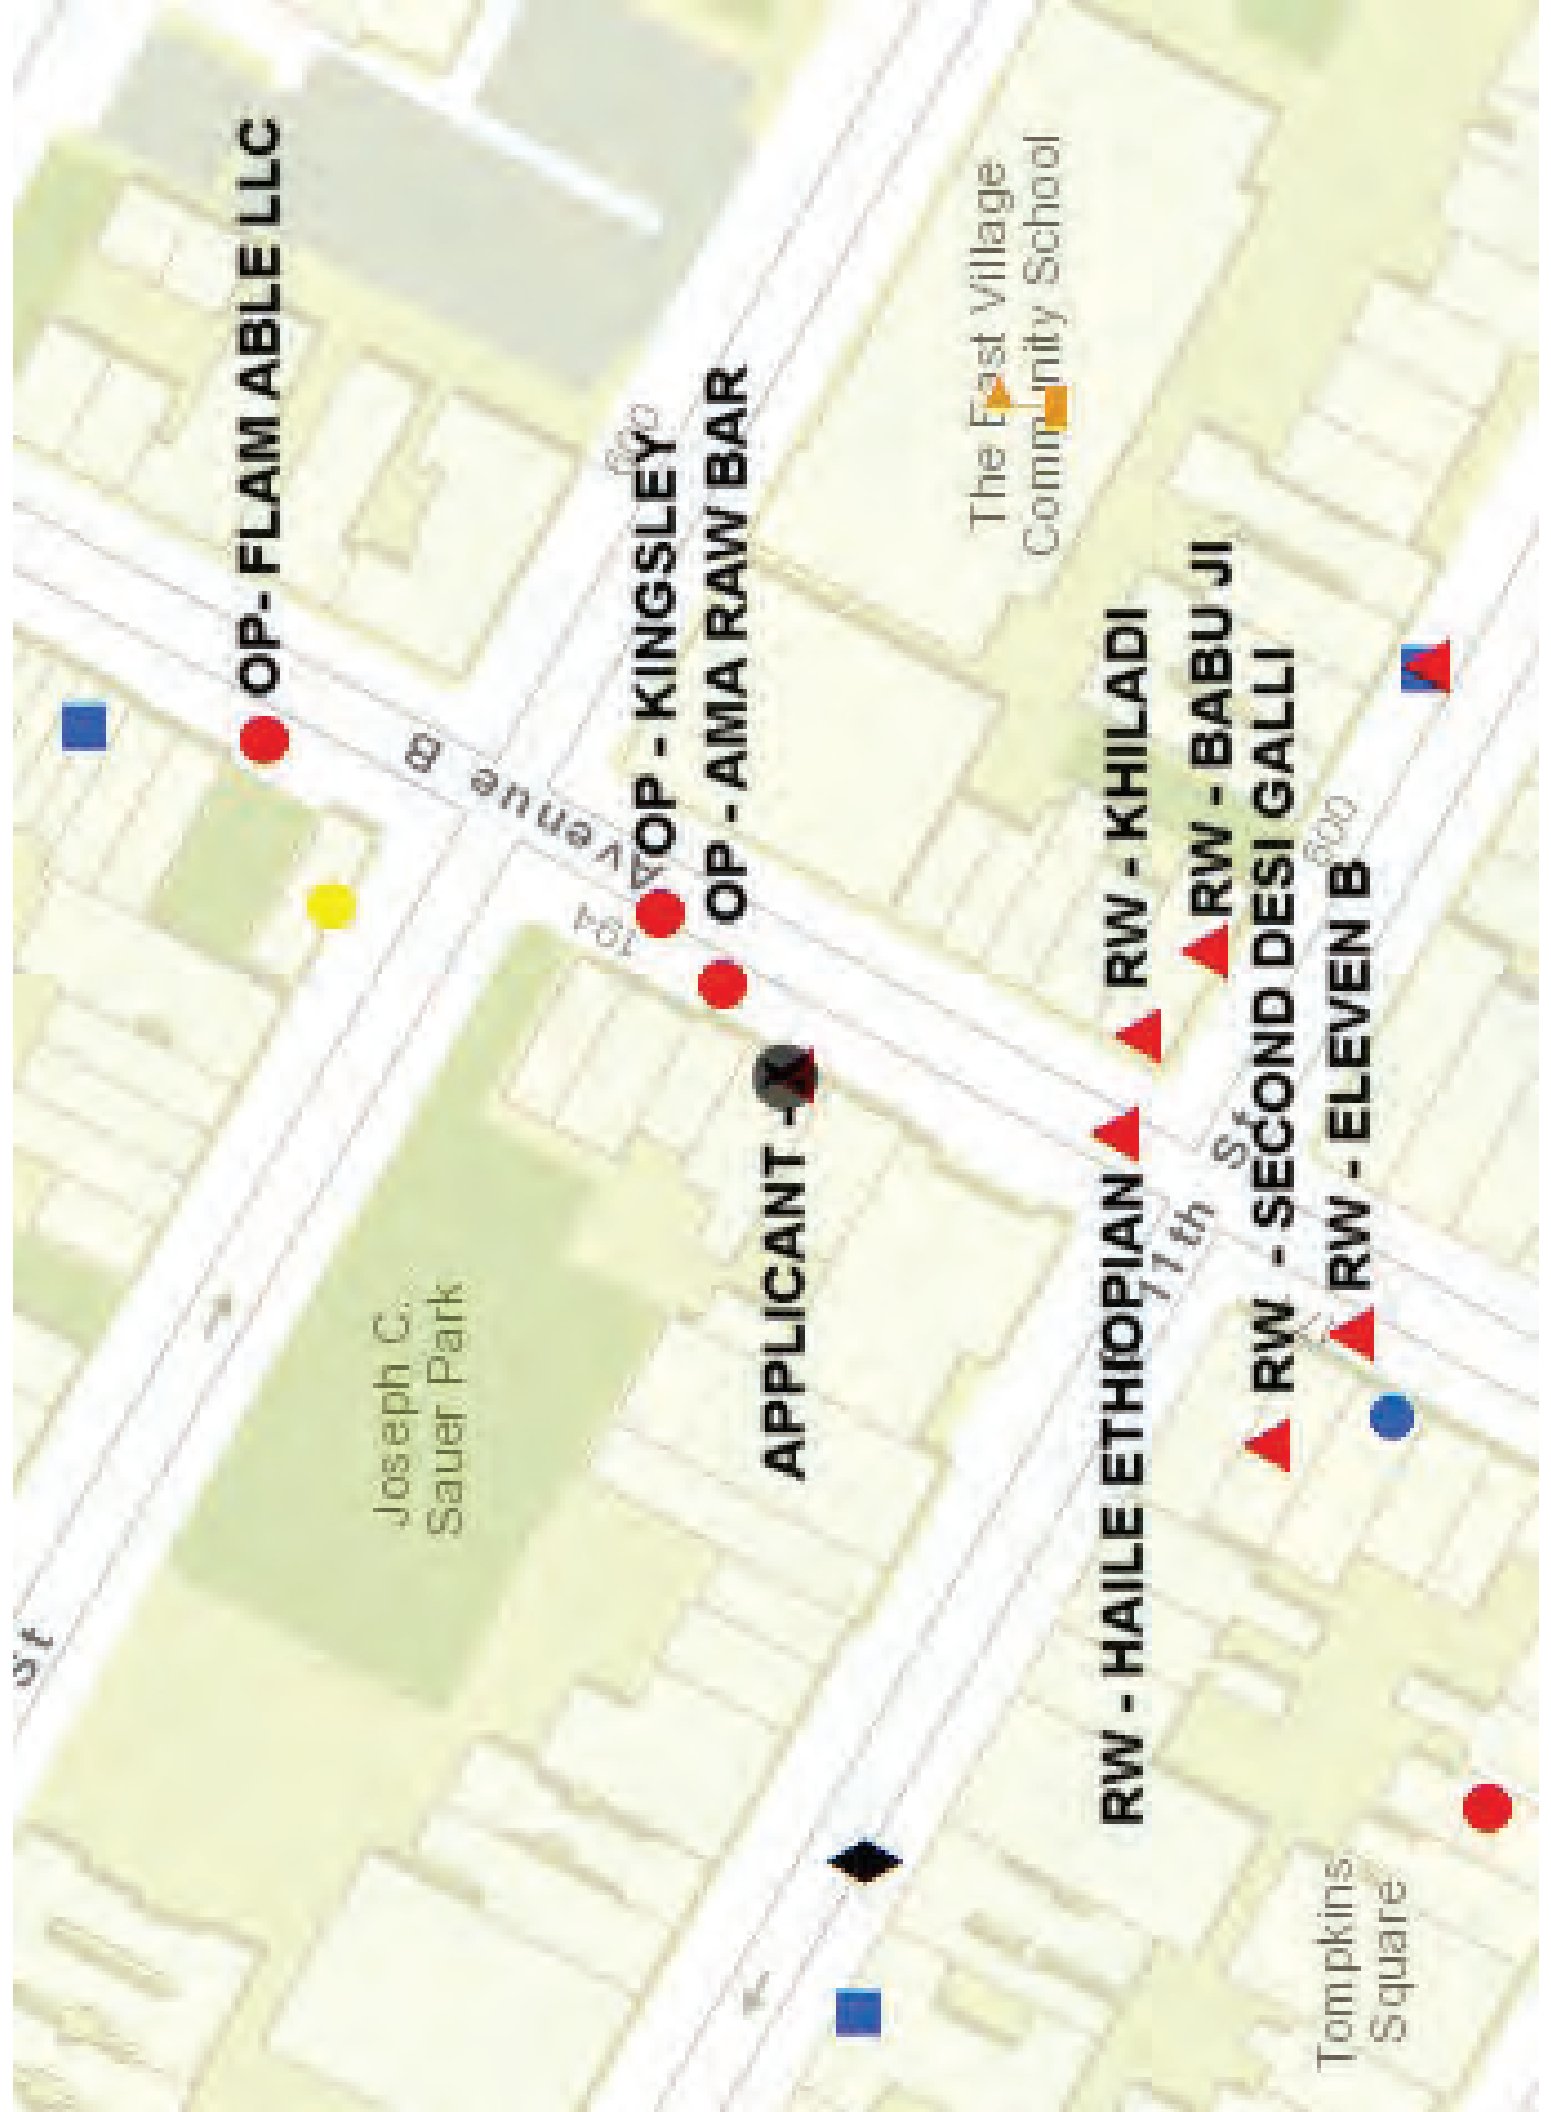 OP- FLAM ABLE LLC
Avenue B
600
OP - KINGSLEY
194
OP - AMA RAW BAR
APPLICANT - X
The East Village
Community School
Joseph C.
Sauer Park
St
RW - KHILADI
RW - HAILE ETHIOPIAN
RW - BABU JI
11th St
RW - SECOND DESI GALLI
600
RW - ELEVEN B
Tompkins
Square